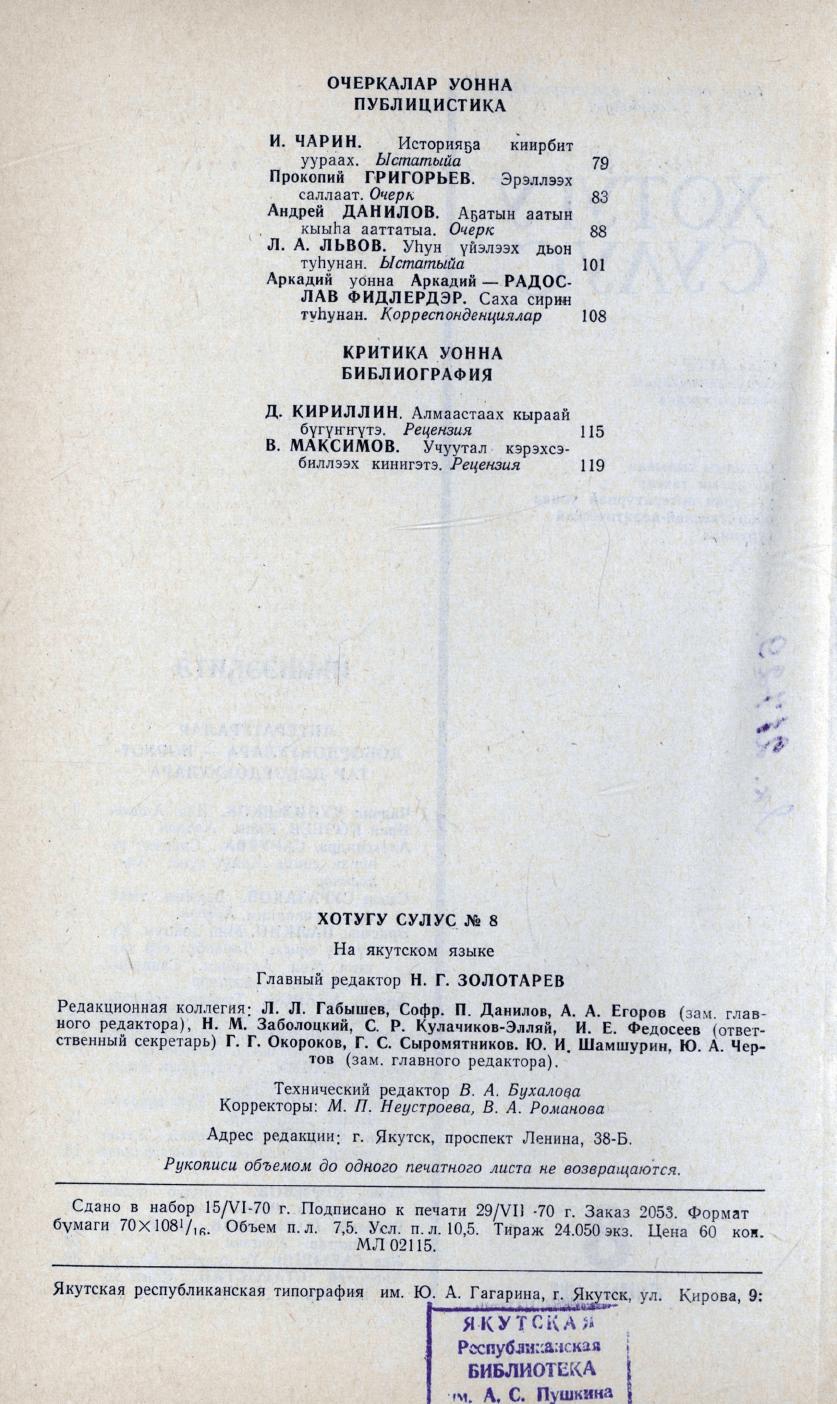 ОЧЕРКАЛАР УОННА
ПУБЛИЦИСТИКА
И. ЧАРИН. Историяҕа киирбит
уураах. Ыстатыйа 79
Прокопий ГРИГОРЬЕВ. Эрэллээх
саллаат. Очерк 83
Андрей ДАНИЛОВ. Аҕатын аатын
кыыһа ааттатыа. Очерк 88
Л. А. ЛЬВОВ. Уһун үйэлээх дьон
туһунан. Ыстатыйа 101
Аркадий уонна Аркадий — РАДОС-
ЛАВ ФИДЛЕРДЭР. Саха сирин
туһунан. Корреспонденциялар 108
КРИТИКА УОННА
БИБЛИОГРАФИЯ
Д. КИРИЛЛИН. Алмаастаах кыраай
бүгүҥҥүтэ. Рецензия 115
В. МАКСИМОВ. Учуутал кэрэхсэ-
биллээх кинигэтэ. Рецензия 119
ХОТУГУ СУЛУС № 8
На якутском языке
Главный редактор Н. Г. ЗОЛОТАРЕВ
Редакционная коллегия: Л. Л. Габышев, Софр. П. Данилов, А. А. Егоров (зам. глав-
ного редактора), Н. М. Заболоцкий, С. Р. Кулачиков-Элляй, И. Е. Федосеев (ответ-
ственный секретарь) Г. Г. Окороков, Г. С. Сыромятников. Ю. И. Шамшурин, Ю. А. Чер-
тов (зам. главного редактора).
Технический редактор В. А. Бухалова
Корректоры: М. П. Неустроева, В. А. Романова
Адрес редакции: г. Якутск, проспект Ленина, 38-Б.
Рукописи объемом до одного печатного листа не возвращаются.
Сдано в набор 15/VI-70 г. Подписано к печати 29/VII -70 г. Заказ 2053. Формат
бумаги 70×108¹/₁₆. Объем п. л. 7,5. Усл. п. л. 10,5. Тираж 24.050 экз. Цена 60 коп.
МЛ 02115.
Якутская республиканская типография им. Ю. А. Гагарина, г. Якутск, ул. Кирова, 9:
ЯКУТСКАЯ
Республиканская
БИБЛИОТЕКА
им. А. С. Пушкина